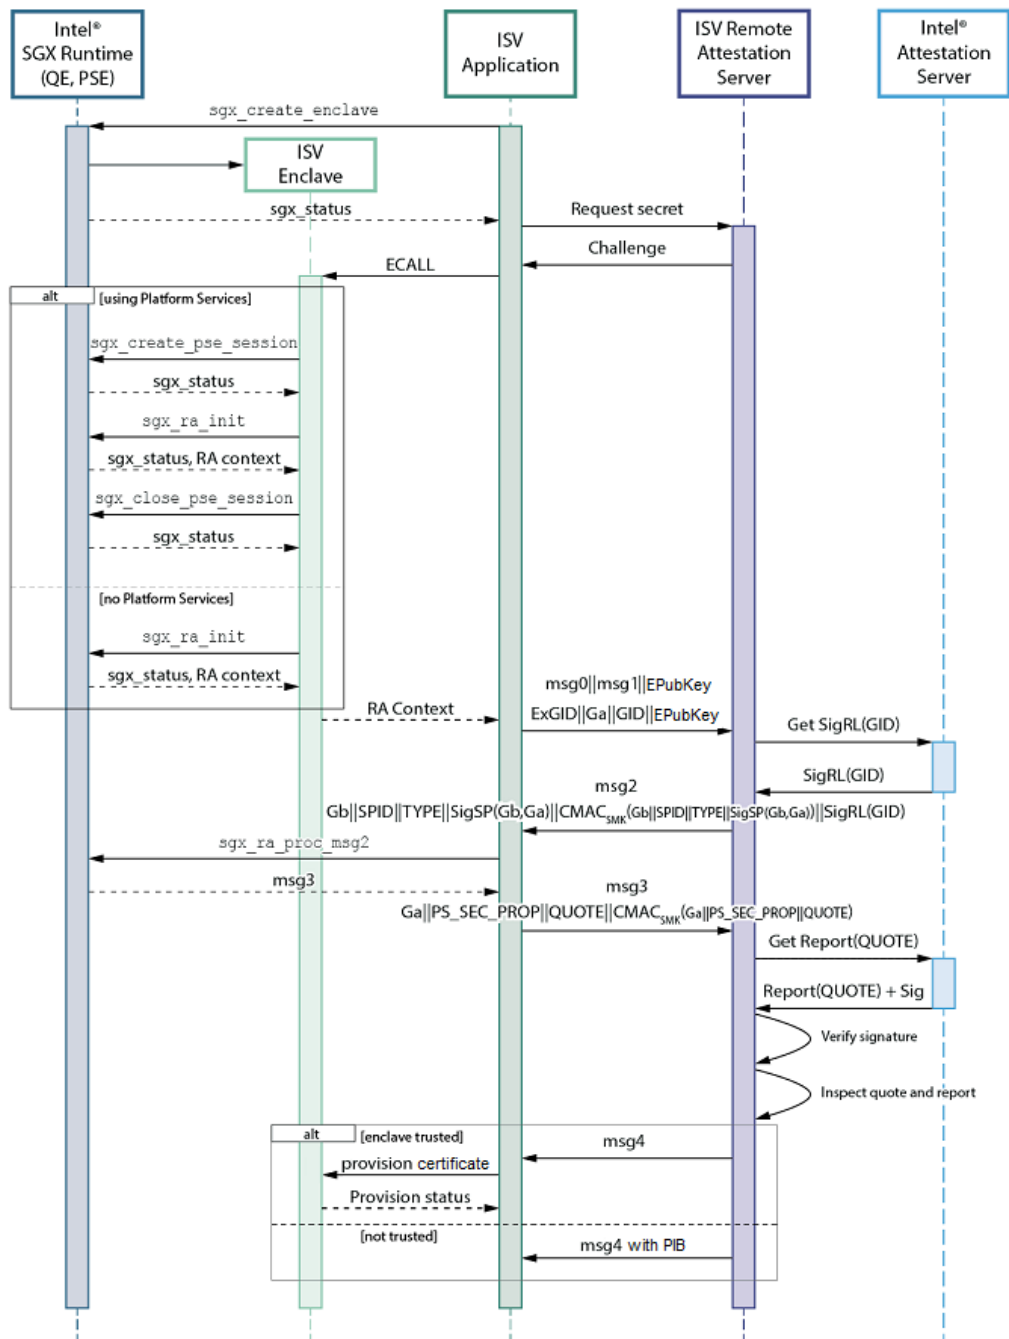 Intel®
SGX Runtime
(QE, PSE)
ISV
Application
ISV Remote
Attestation
Server
Intel®
Attestation
Server
sgx_create_enclave
ISV
Enclave
sgx_status
Request secret
Challenge
ECALL
alt
[using Platform Services]
sgx_create_pse_session
sgx_status
sgx_ra_init
sgx_status, RA context
sgx_close_pse_session
sgx_status
[no Platform Services]
sgx_ra_init
sgx_status, RA context
RA Context
msg0||msg1||EPubKey
ExGID||Ga||GID||EPubKey
Get SigRL(GID)
SigRL(GID)
msg2
Gb||SPID||TYPE||SigSP(Gb,Ga)||CMACSMK(Gb||SPID||TYPE||SigSP(Gb,Ga))||SigRL(GID)
sgx_ra_proc_msg2
msg3
msg3
Ga||PS_SEC_PROP||QUOTE||CMACSMK(Ga||PS_SEC_PROP||QUOTE)
Get Report(QUOTE)
Report(QUOTE) + Sig
Verify signature
Inspect quote and report
alt
[enclave trusted]
msg4
provision certificate
Provision status
[not trusted]
msg4 with PIB